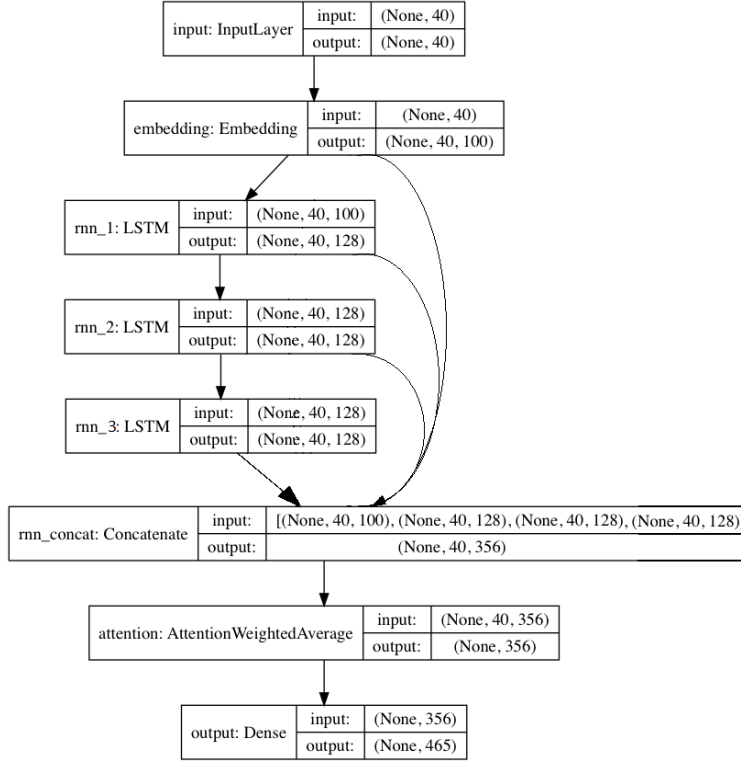 input: InputLayer
input: (None, 40)
output: (None, 40)
embedding: Embedding
input: (None, 40)
output: (None, 40, 100)
rnn_1: LSTM
input: (None, 40, 100)
output: (None, 40, 128)
rnn_2: LSTM
input: (None, 40, 128)
output: (None, 40, 128)
rnn_3: LSTM
input: (None, 40, 128)
output: (None, 40, 128)
rnn_concat: Concatenate
input: [(None, 40, 100), (None, 40, 128), (None, 40, 128), (None, 40, 128)
output: (None, 40, 356)
attention: AttentionWeightedAverage
input: (None, 40, 356)
output: (None, 356)
output: Dense
input: (None, 356)
output: (None, 465)